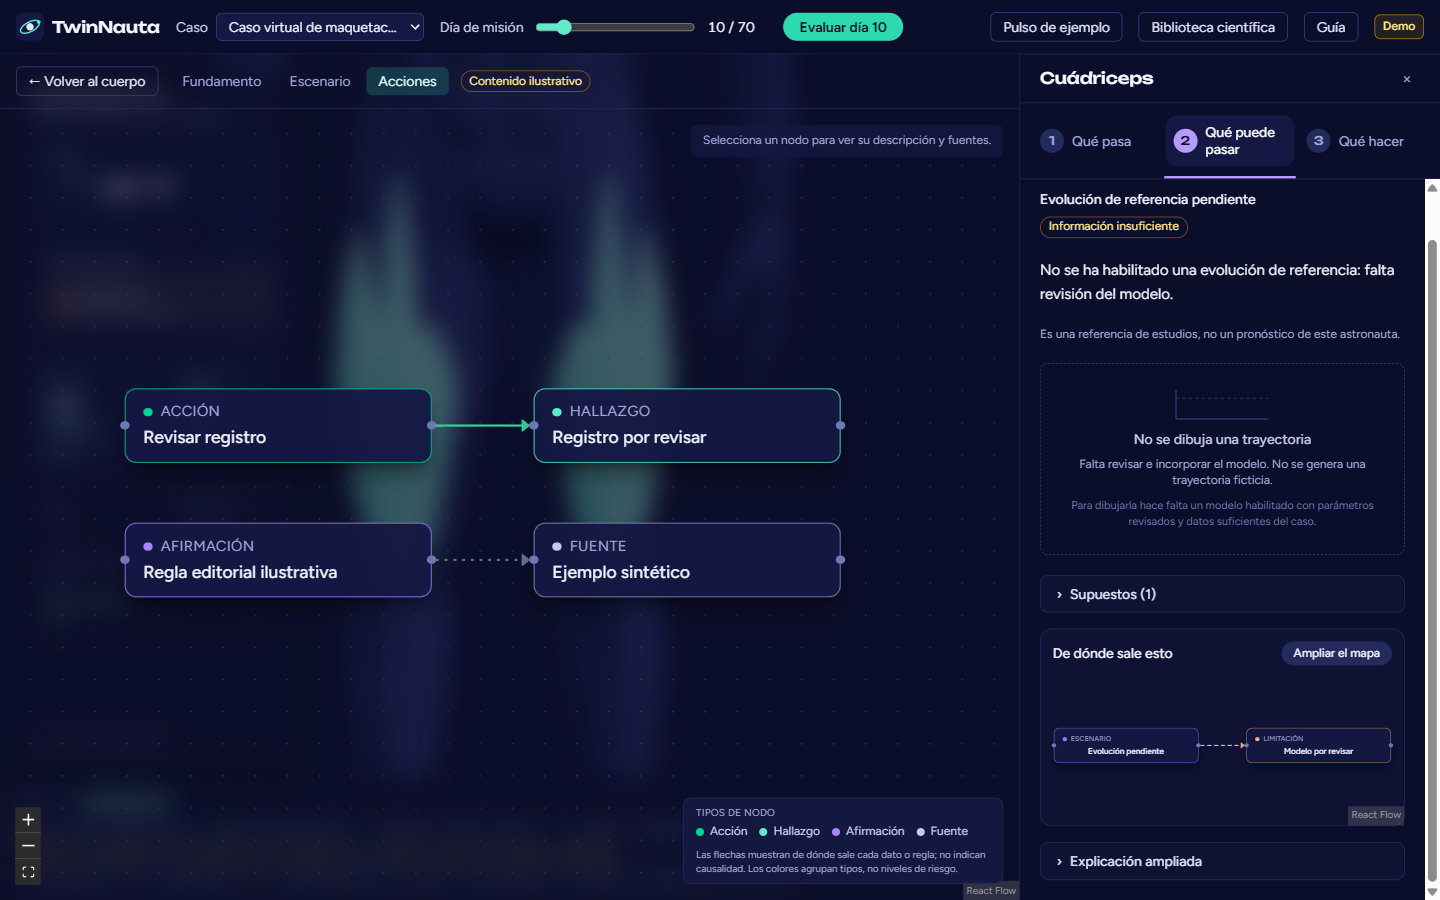 TwinNauta
Caso
Caso virtual de maquetac...
Día de misión
10 / 70
Evaluar día 10
Pulso de ejemplo
Biblioteca científica
Guía
Demo
← Volver al cuerpo
Fundamento
Escenario
Acciones
Contenido ilustrativo
Selecciona un nodo para ver su descripción y fuentes.
ACCIÓN
Revisar registro
HALLAZGO
Registro por revisar
AFIRMACIÓN
Regla editorial ilustrativa
FUENTE
Ejemplo sintético
TIPOS DE NODO
Acción
Hallazgo
Afirmación
Fuente
Las flechas muestran de dónde sale cada dato o regla; no indican
causalidad. Los colores agrupan tipos, no niveles de riesgo.
React Flow
Cuádriceps
×
1 Qué pasa
2 Qué puede
pasar
3 Qué hacer
Evolución de referencia pendiente
Información insuficiente
No se ha habilitado una evolución de referencia: falta
revisión del modelo.
Es una referencia de estudios, no un pronóstico de este astronauta.
No se dibuja una trayectoria
Falta revisar e incorporar el modelo. No se genera una
trayectoria ficticia.
Para dibujarla hace falta un modelo habilitado con parámetros
revisados y datos suficientes del caso.
› Supuestos (1)
De dónde sale esto
Ampliar el mapa
ESCENARIO
Evolución pendiente
LIMITACIÓN
Modelo por revisar
React Flow
› Explicación ampliada